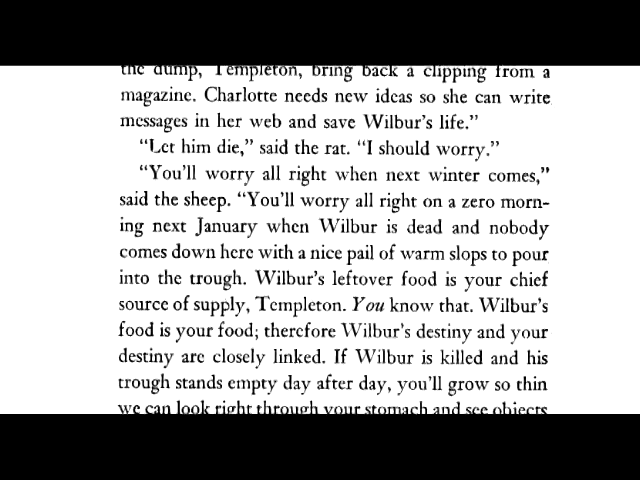 the dump, Templeton, bring back a clipping from a
magazine. Charlotte needs new ideas so she can write
messages in her web and save Wilbur's life."
"Let him die," said the rat. "I should worry."
"You'll worry all right when next winter comes,"
said the sheep. "You'll worry all right on a zero morn-
ing next January when Wilbur is dead and nobody
comes down here with a nice pail of warm slops to pour
into the trough. Wilbur's leftover food is your chief
source of supply, Templeton. You know that. Wilbur's
food is your food; therefore Wilbur's destiny and your
destiny are closely linked. If Wilbur is killed and his
trough stands empty day after day, you'll grow so thin
we can look right through your stomach and see objects